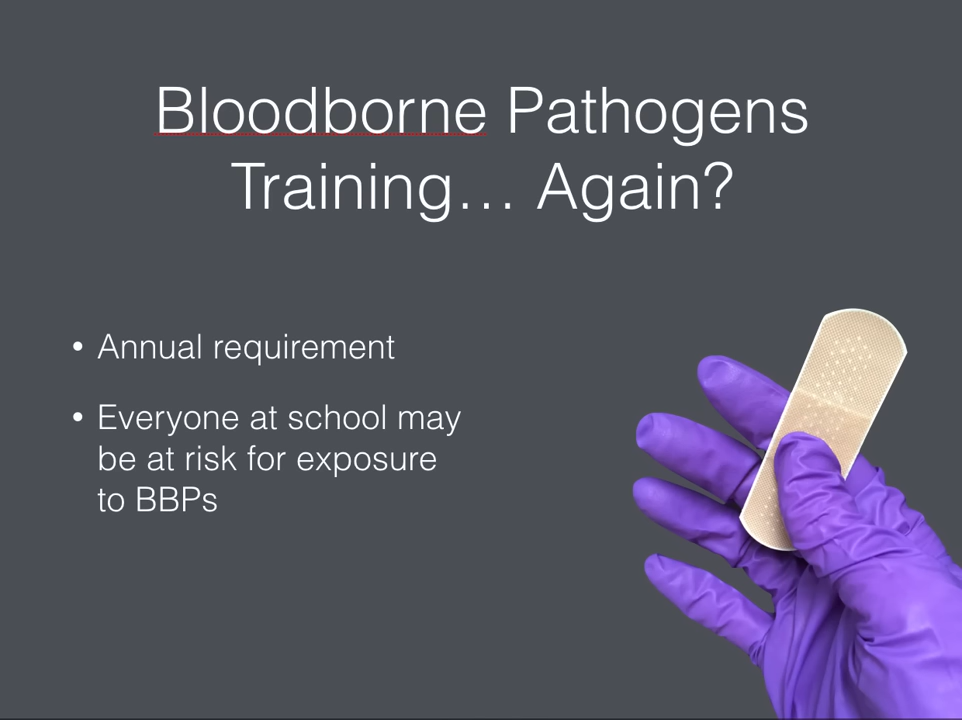 Bloodborne Pathogens
Training… Again?
• Annual requirement
• Everyone at school may
be at risk for exposure
to BBPs